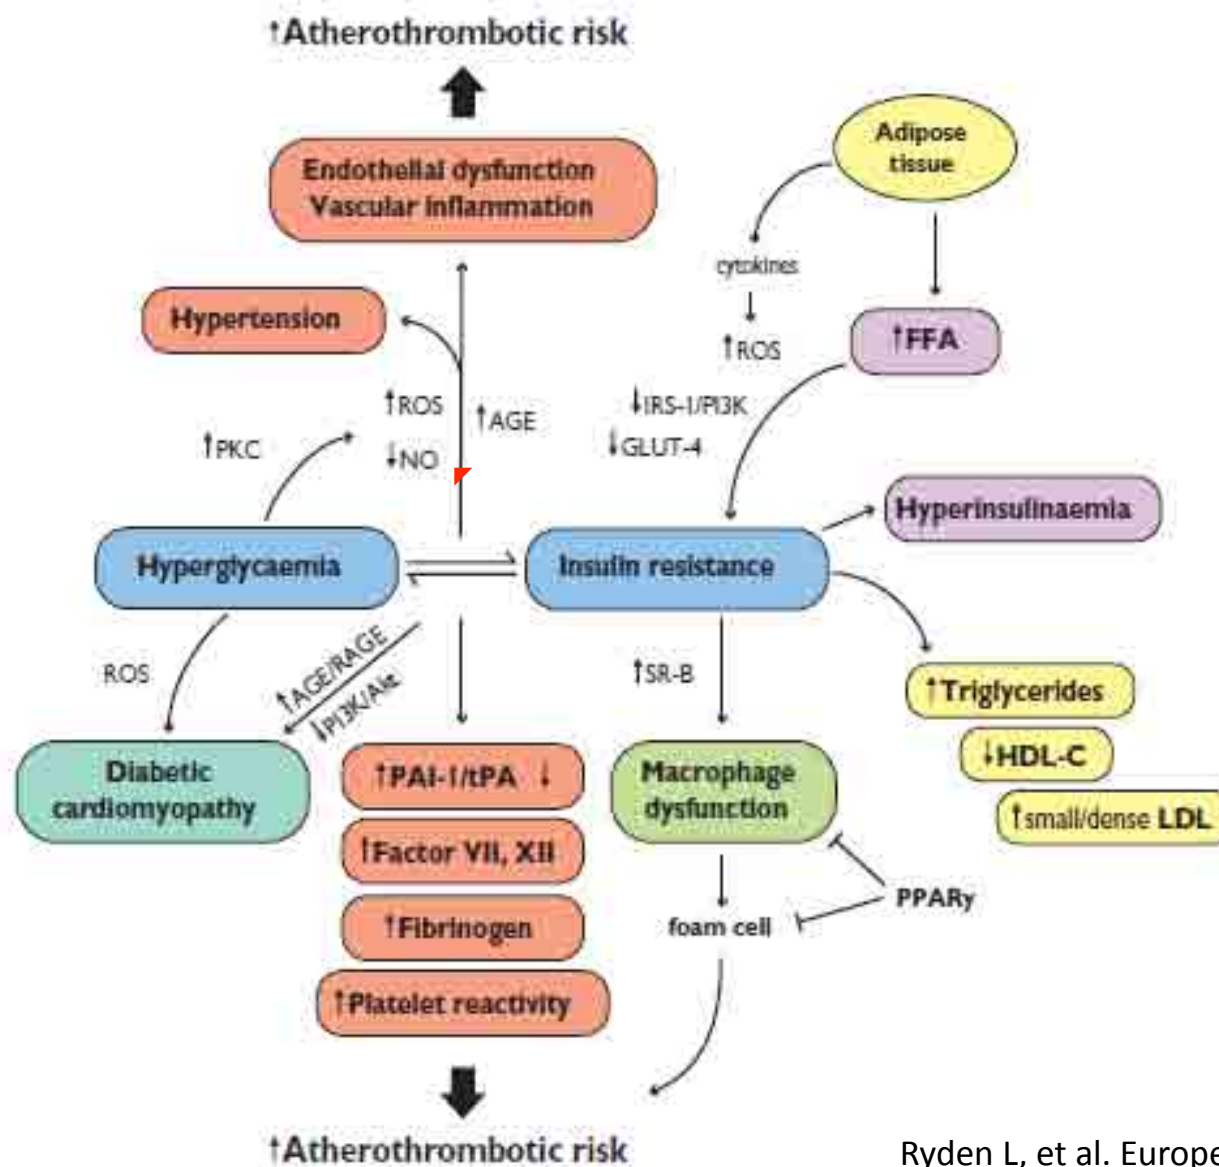 ↑Atherothrombotic risk
Endothelial dysfunction
Vascular inflammation
Adipose
tissue
cytokines
↑ROS
↑FFA
Hypertension
↑ROS
↑AGE
↓NO
↑PKC
↓IRS-1/PI3K
↓GLUT-4
Hyperinsulinaemia
Hyperglycaemia
Insulin resistance
ROS
↑AGE/RAGE
↓PI3K/Akt
↑SR-B
↑Triglycerides
↓HDL-C
↑small/dense LDL
Diabetic
cardiomyopathy
↑PAI-1/tPA ↓
↑Factor VII, XII
↑Fibrinogen
↑Platelet reactivity
Macrophage
dysfunction
foam cell
PPARγ
↑Atherothrombotic risk
Ryden L, et al. Europe